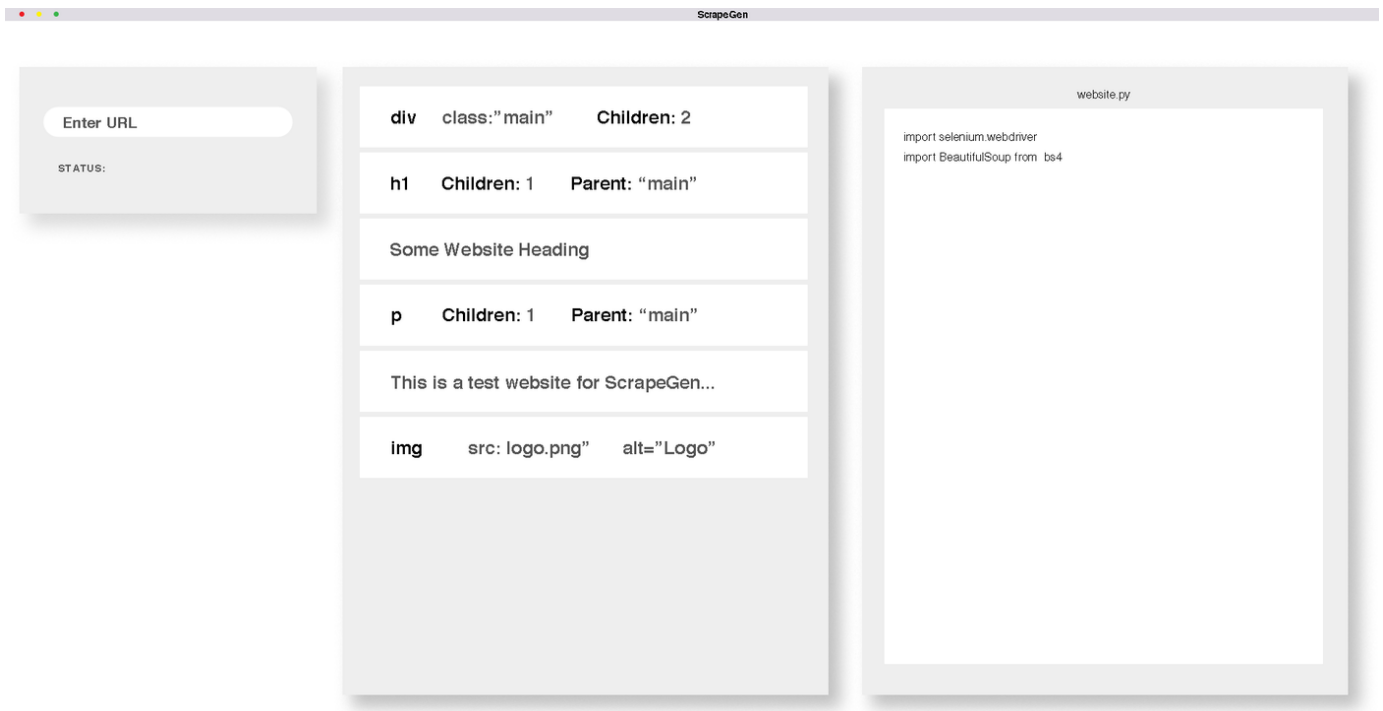 ScrapeGen
Enter URL
STATUS:
div class:”main” Children: 2
h1 Children: 1 Parent: “main”
Some Website Heading
p Children: 1 Parent: “main”
This is a test website for ScrapeGen...
img src: logo.png” alt=”Logo”
website.py
import selenium.webdriver
import BeautifulSoup from bs4